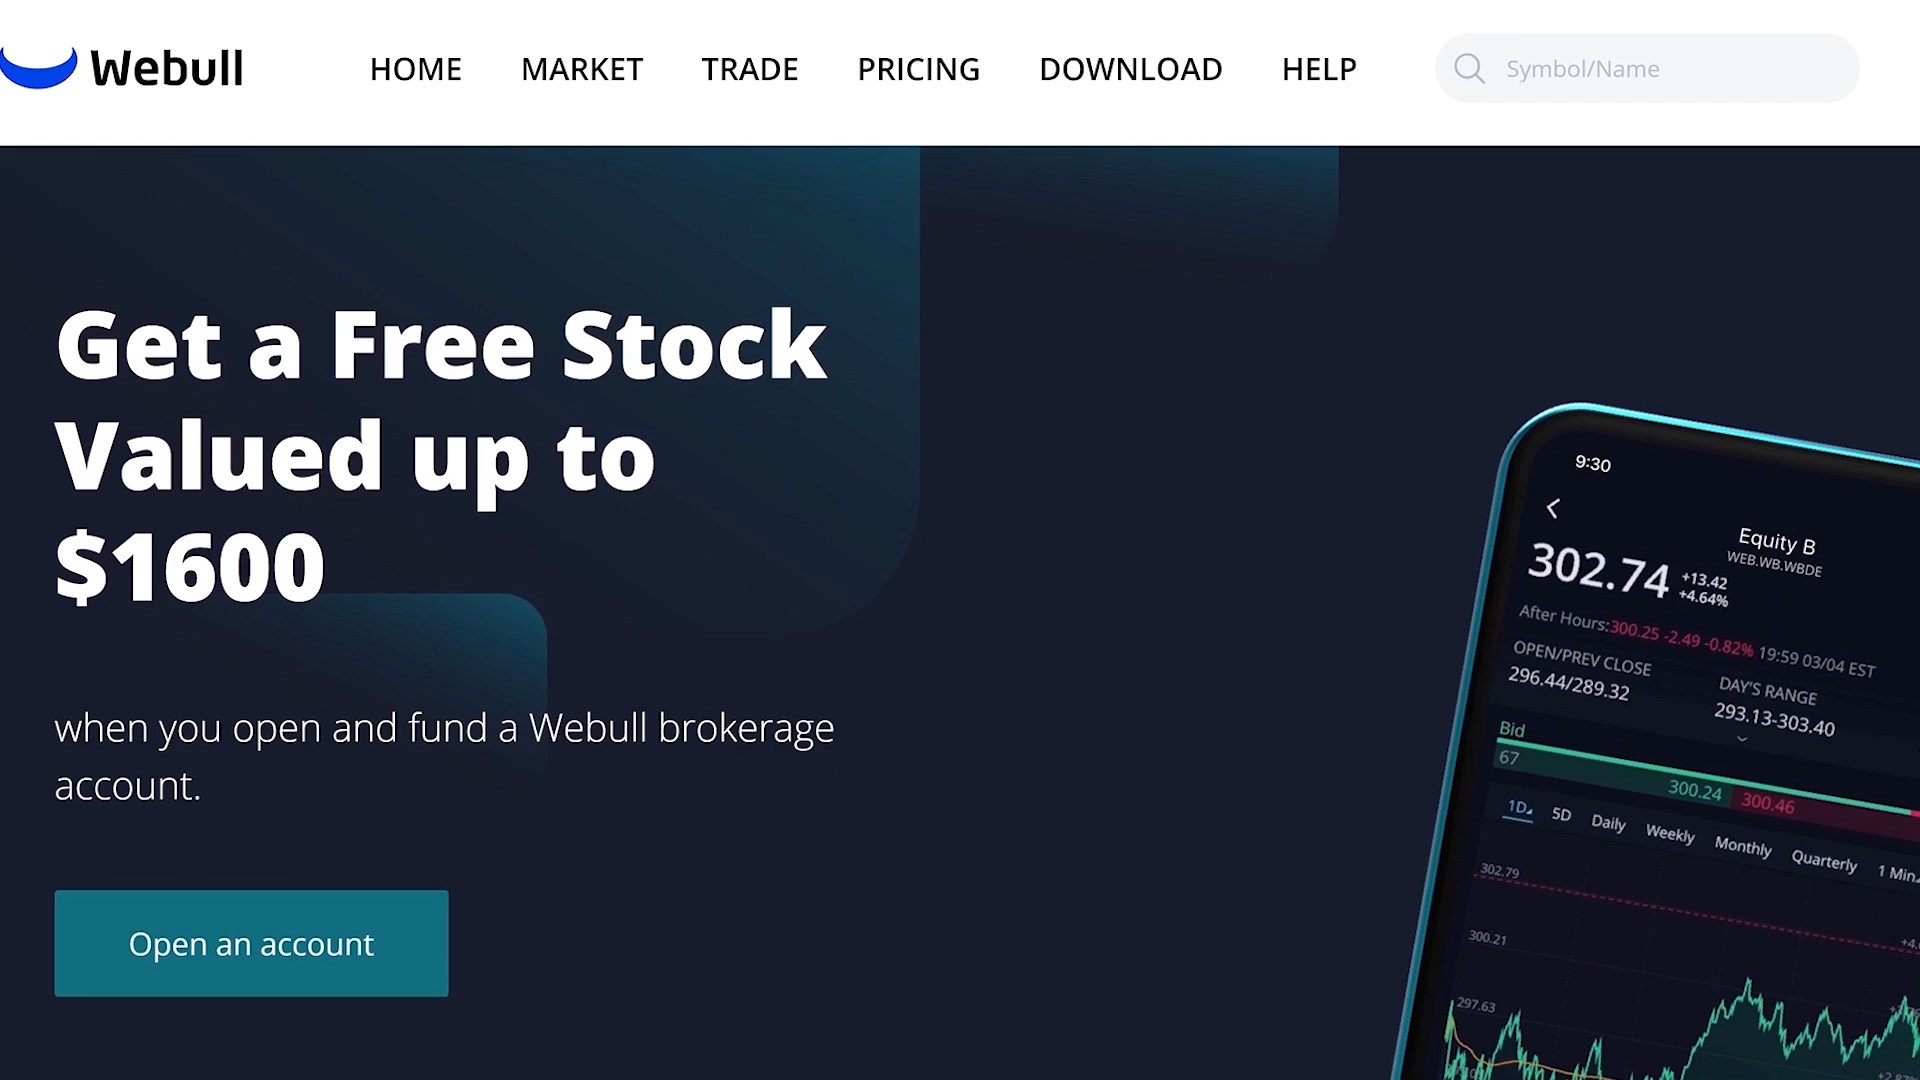 Webull
HOME MARKET TRADE PRICING DOWNLOAD HELP
Symbol/Name
Get a Free Stock
Valued up to
$1600
when you open and fund a Webull brokerage
account.
Open an account
9:30
Equity B
WEB.WB.WBDE
302.74
+13.42
+4.64%
After Hours:300.25 -2.49 -0.82% 19:59 03/04 EST
OPEN/PREV CLOSE
296.44/289.32
DAY'S RANGE
293.13-303.40
Bid
67
300.24 300.46
1D 5D Daily Weekly Monthly Quarterly 1 Min
302.79
300.21
297.63